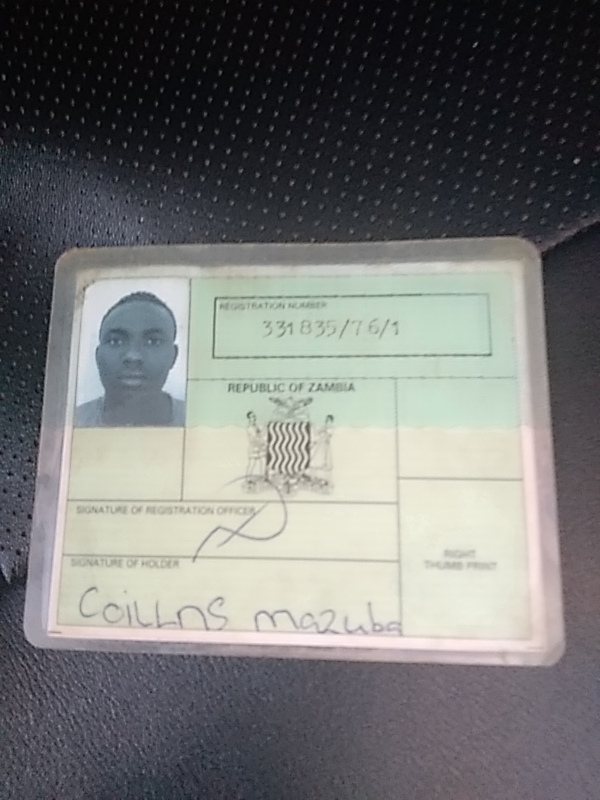 REGISTRATION NUMBER
331835/76/1
REPUBLIC OF ZAMBIA
SIGNATURE OF REGISTRATION OFFICER
SIGNATURE OF HOLDER
RIGHT
THUMB PRINT
Coillns mazuba